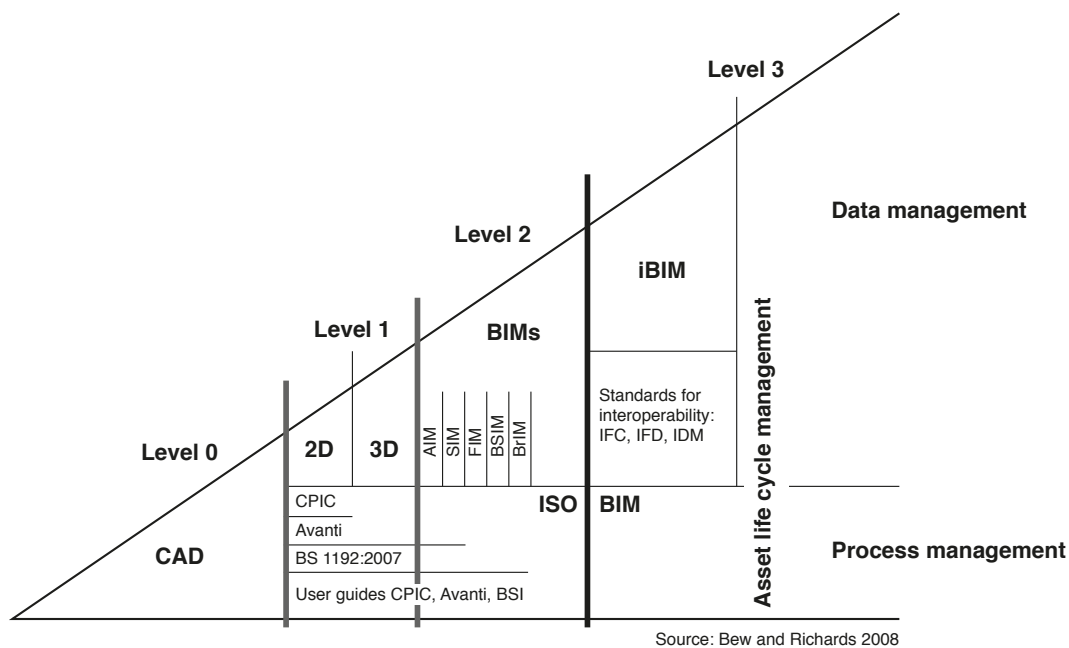 Level 3
Data management
Level 2
iBIM
Level 1
BIMs
Level 0
2D
3D
AIM
SIM
FIM
BSIM
BrIM
Standards for
interoperability:
IFC, IFD, IDM
Asset life cycle management
CPIC
ISO
BIM
Avanti
CAD
BS 1192:2007
Process management
User guides CPIC, Avanti, BSI
Source: Bew and Richards 2008